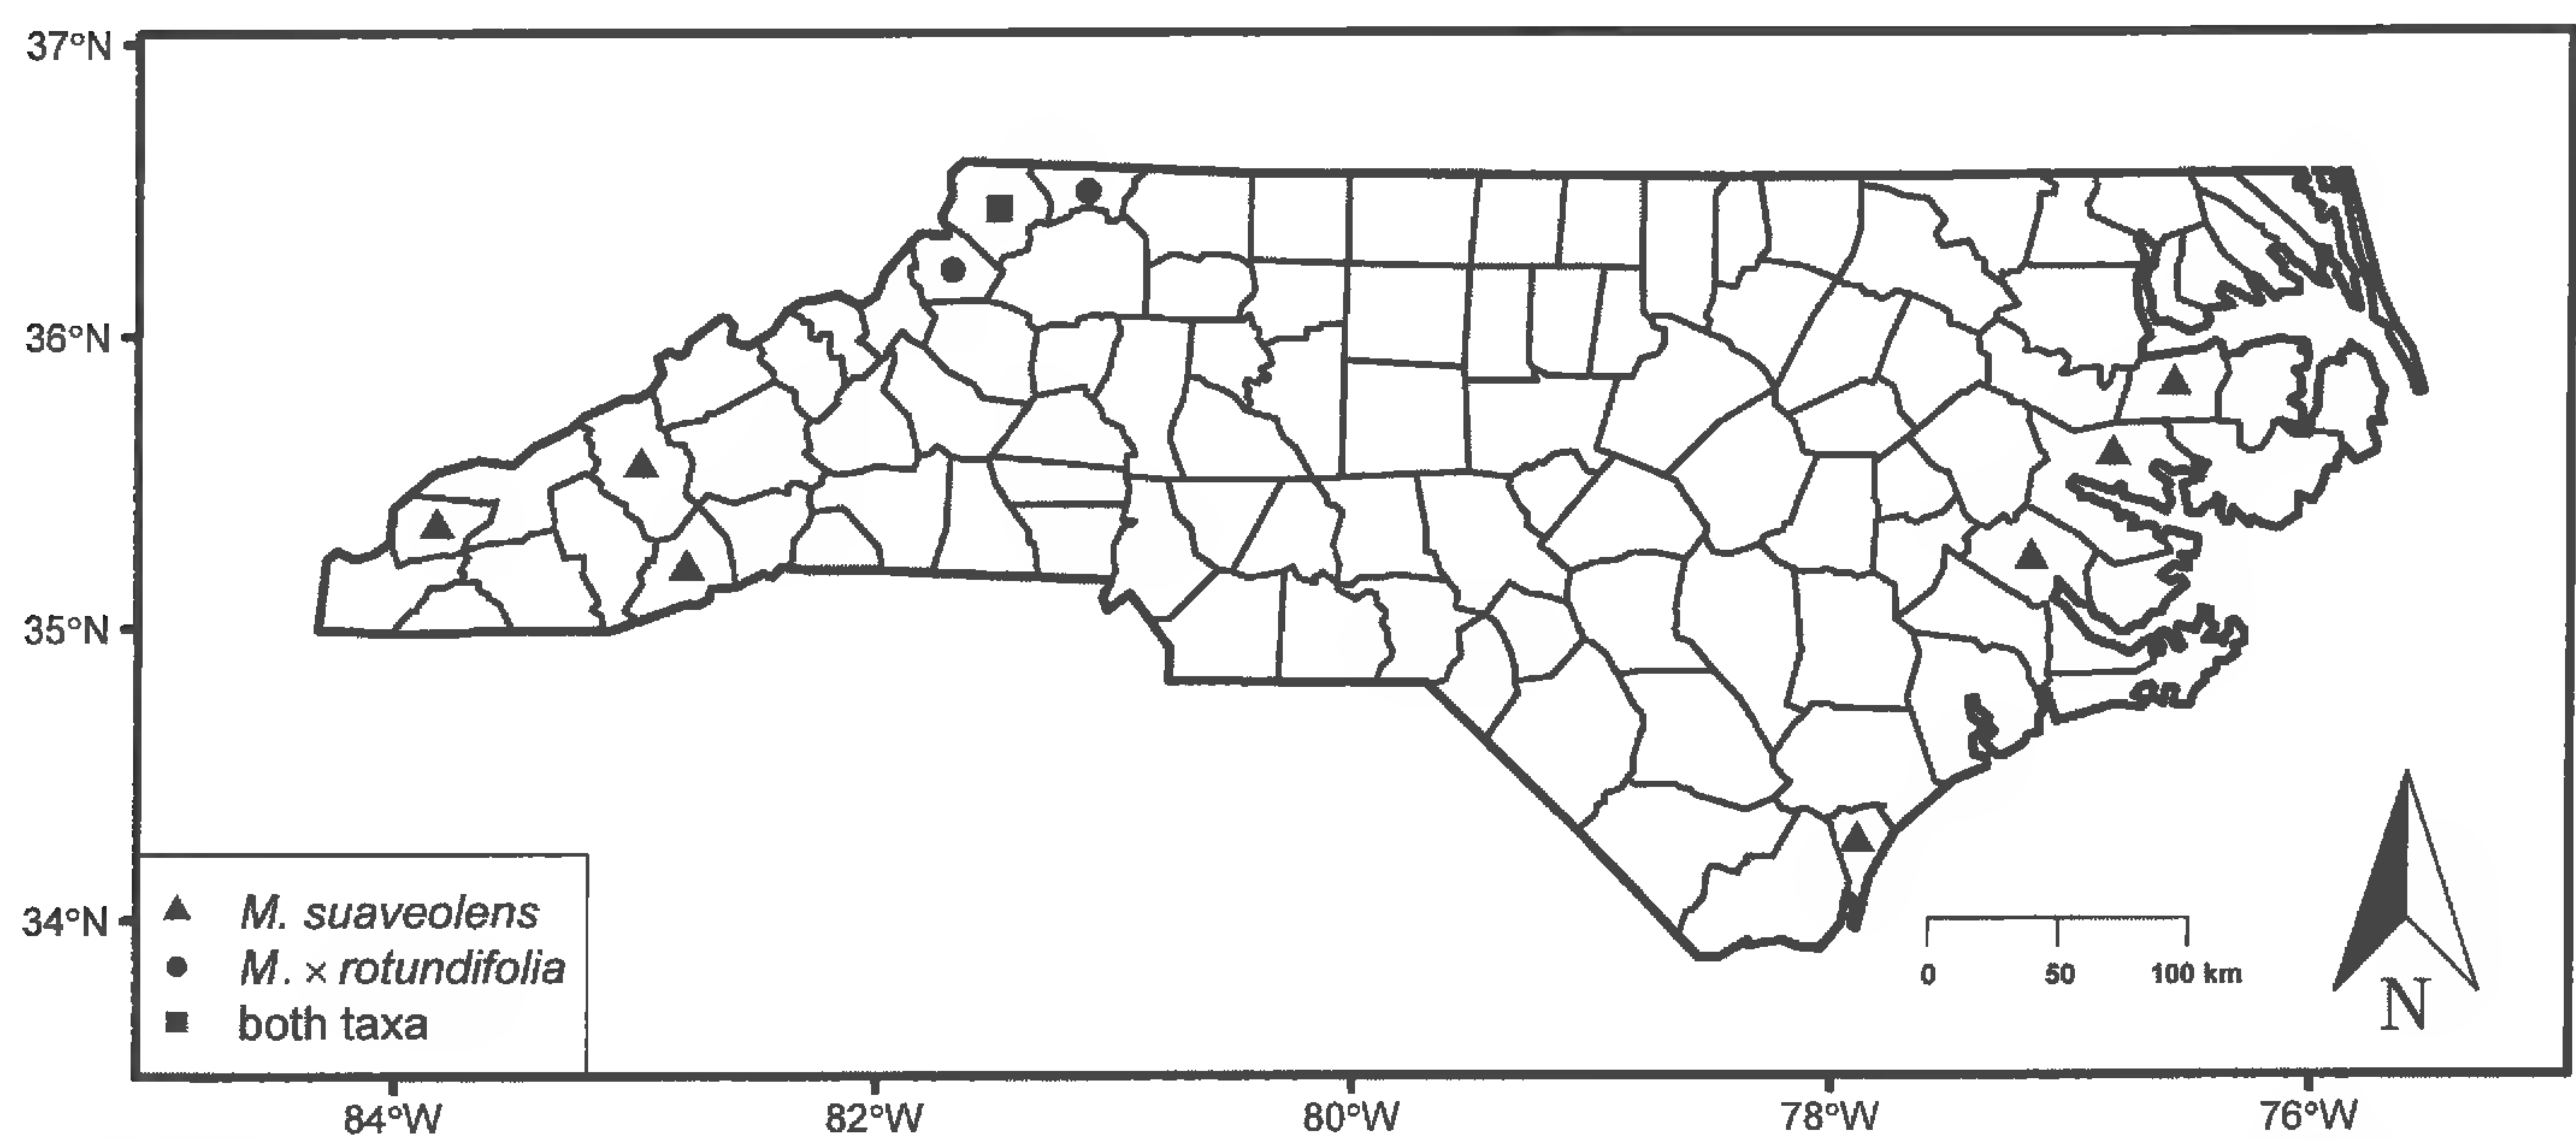 37°N
36°N
35°N
34°N
M. suaveolens
M. × rotundifolia
both taxa
0 50 100 km
N
84°W 82°W 80°W 78°W 76°W